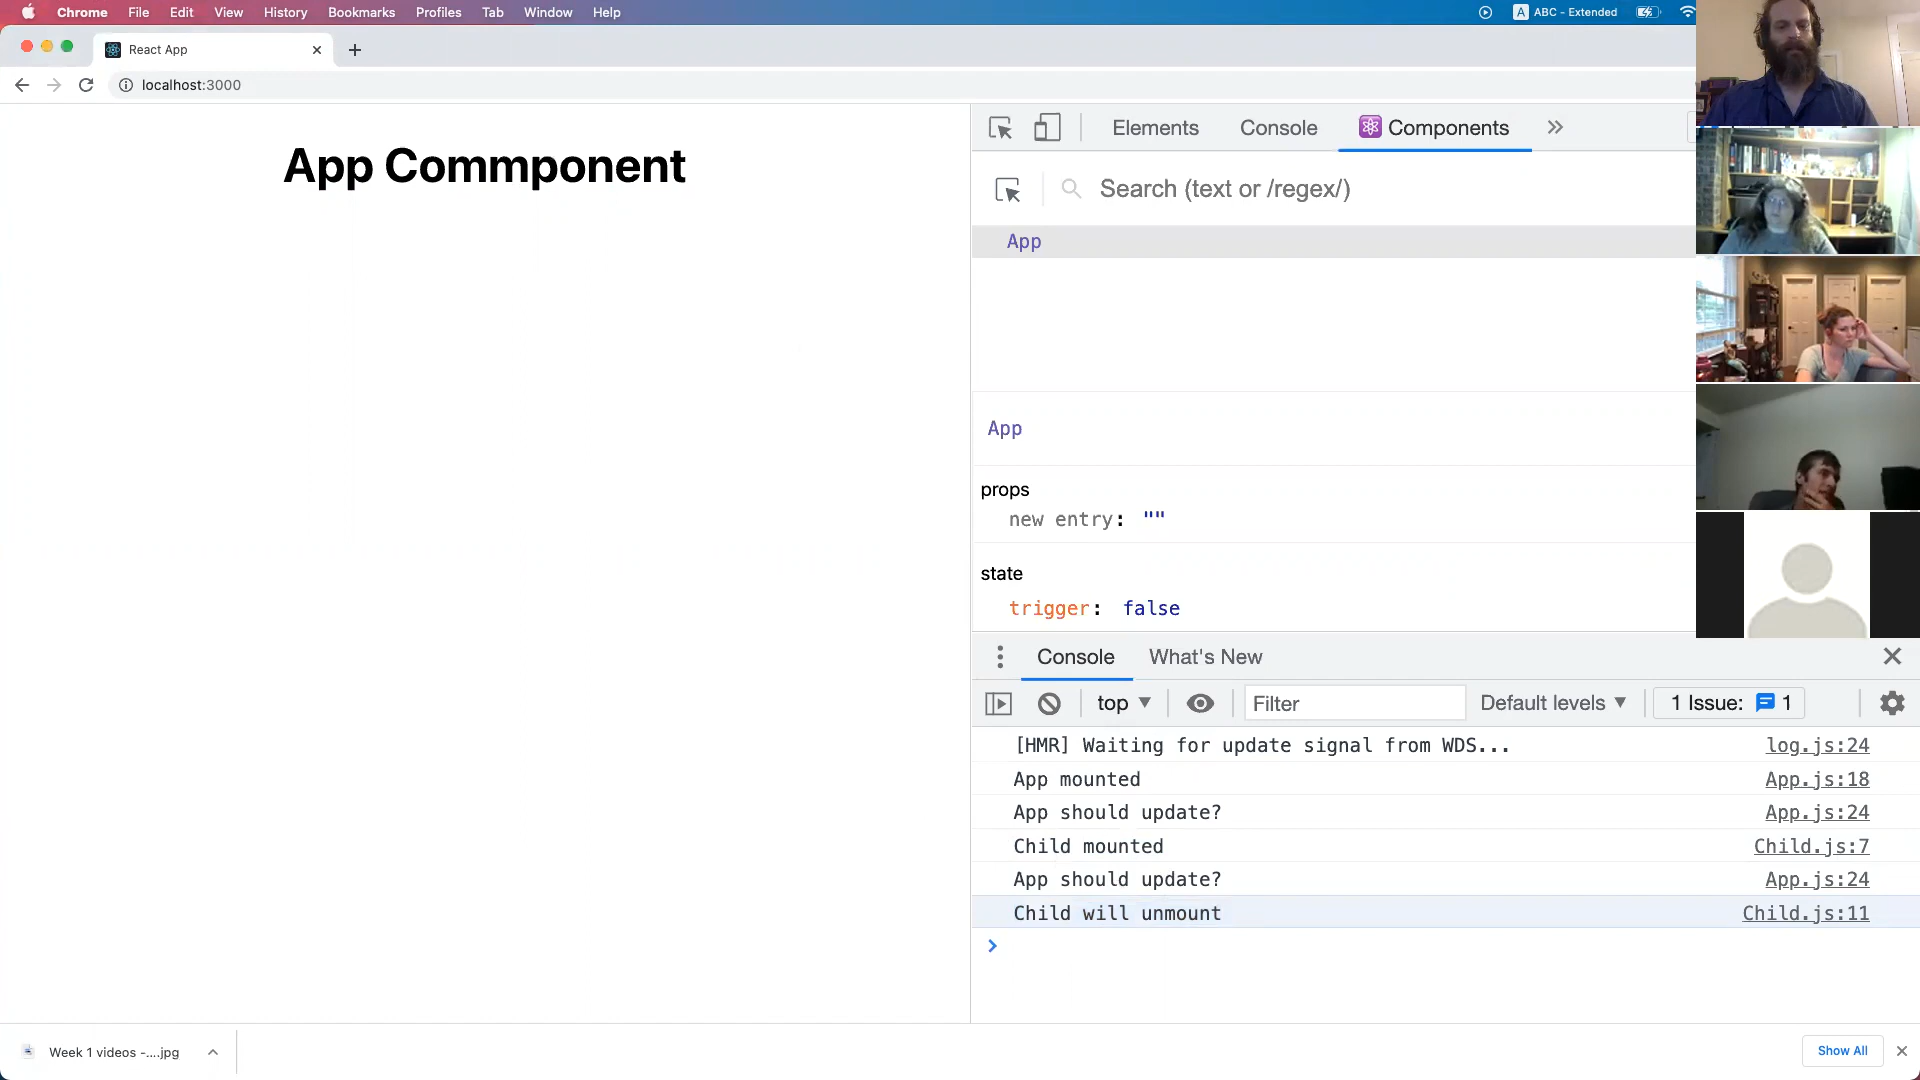 Chrome File Edit View History Bookmarks Profiles Tab Window Help A ABC - Extended
React App
localhost:3000
App Commponent
Elements Console Components
Search (text or /regex/)
App
App
props
new entry: ""
state
trigger: false
Console What's New
top Filter Default levels 1 Issue: 1
[HMR] Waiting for update signal from WDS... log.js:24
App mounted App.js:18
App should update? App.js:24
Child mounted Child.js:7
App should update? App.js:24
Child will unmount Child.js:11
Week 1 videos -....jpg Show All